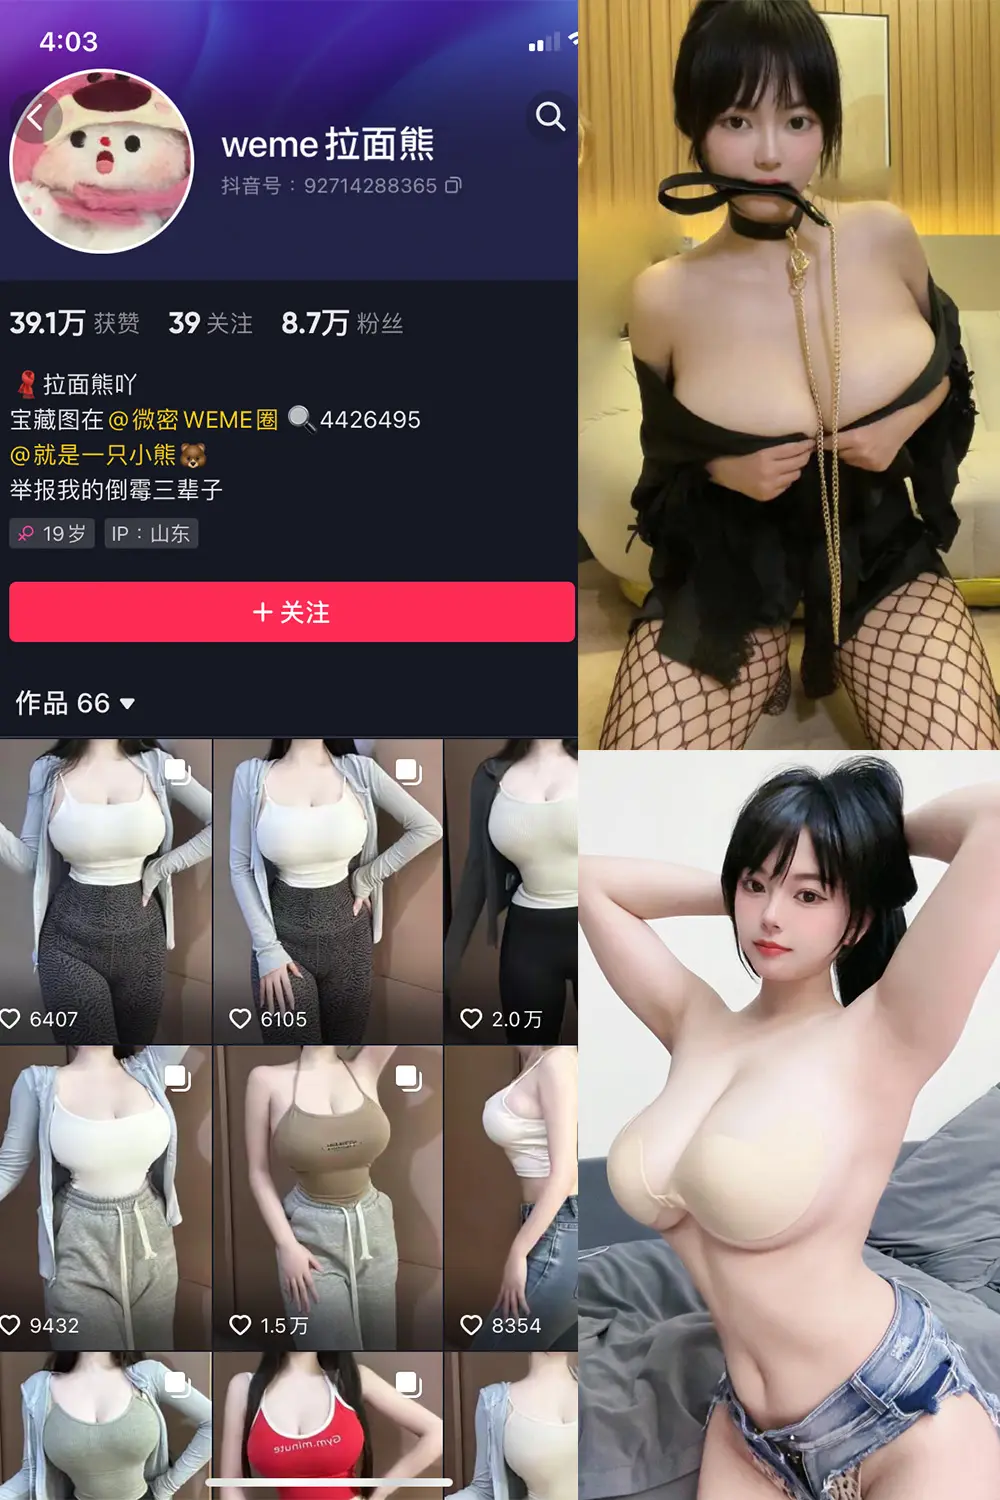 4:03
weme拉面熊
抖音号：92714288365
39.1万 获赞 39 关注 8.7万 粉丝
拉面熊吖
宝藏图在@微密WEME圈 4426495
@就是一只小熊
举报我的倒霉三辈子
19岁 IP：山东
+ 关注
作品 66
6407 6105 2.0万
9432 1.5万 8354
Gym.minute